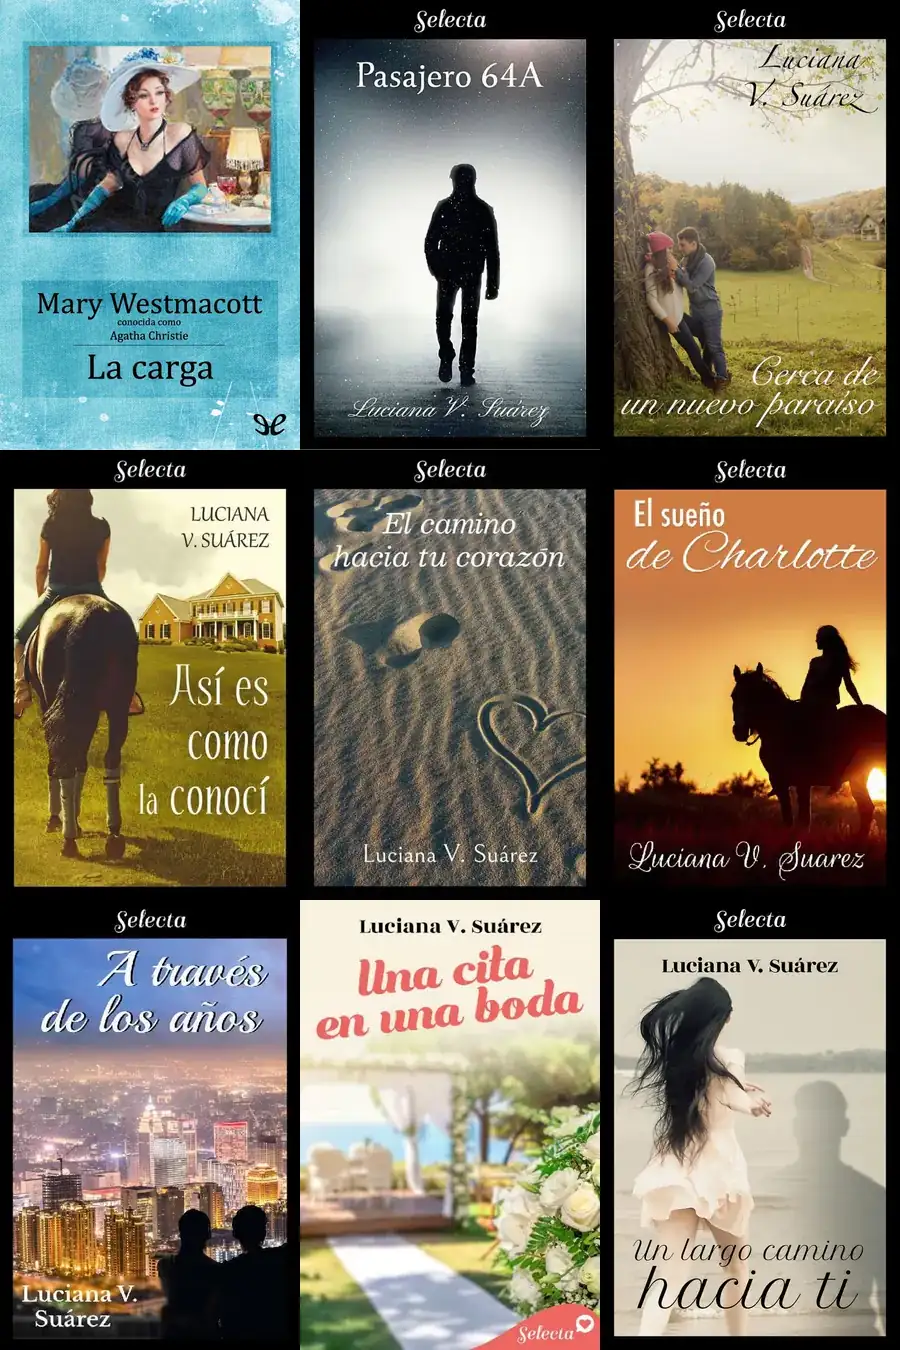 Mary Westmacott
conocida como
Agatha Christie
La carga
Selecta
Pasajero 64A
Luciana V. Suárez
Selecta
Luciana
V. Suárez
Cerca de
un nuevo paraíso
Selecta
LUCIANA
V. SUÁREZ
Así es
como
la conocí
Selecta
El camino
hacia tu corazón
Luciana V. Suárez
Selecta
El sueño
de Charlotte
Luciana V. Suarez
Selecta
A través
de los años
Luciana V.
Suárez
Luciana V. Suárez
Una cita
en una boda
Selecta
Selecta
Luciana V. Suárez
Un largo camino
hacia ti